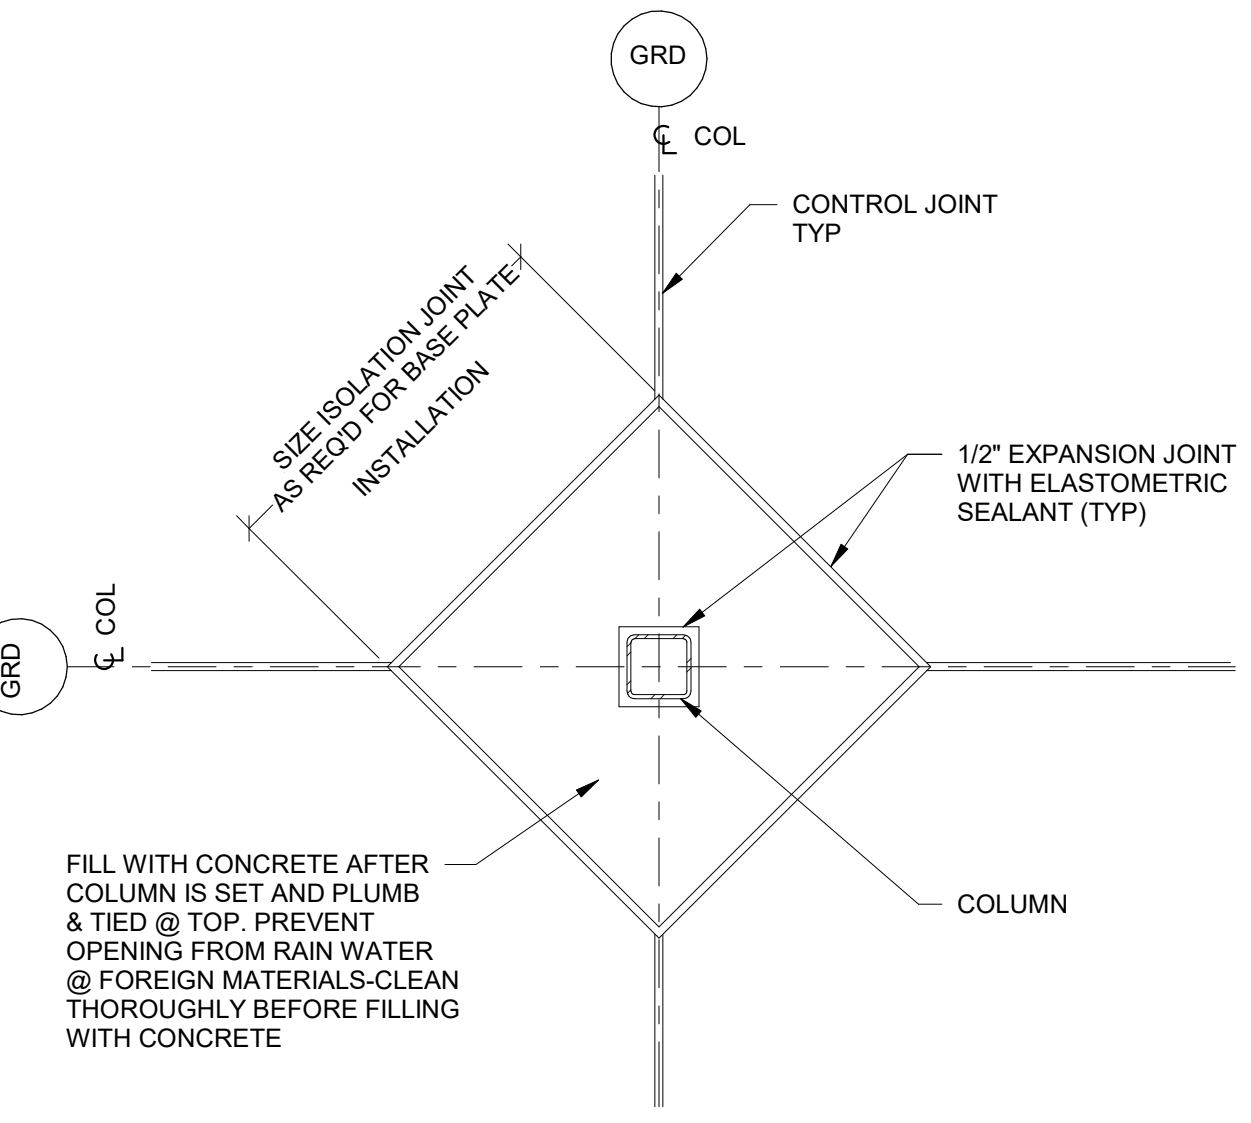 GRD
℄ COL
CONTROL JOINT
TYP
SIZE ISOLATION JOINT
AS REQ'D FOR BASE PLATE
INSTALLATION
1/2" EXPANSION JOINT
WITH ELASTOMETRIC
SEALANT (TYP)
℄ COL
GRD
FILL WITH CONCRETE AFTER
COLUMN IS SET AND PLUMB
& TIED @ TOP. PREVENT
OPENING FROM RAIN WATER
@ FOREIGN MATERIALS-CLEAN
THOROUGHLY BEFORE FILLING
WITH CONCRETE
COLUMN